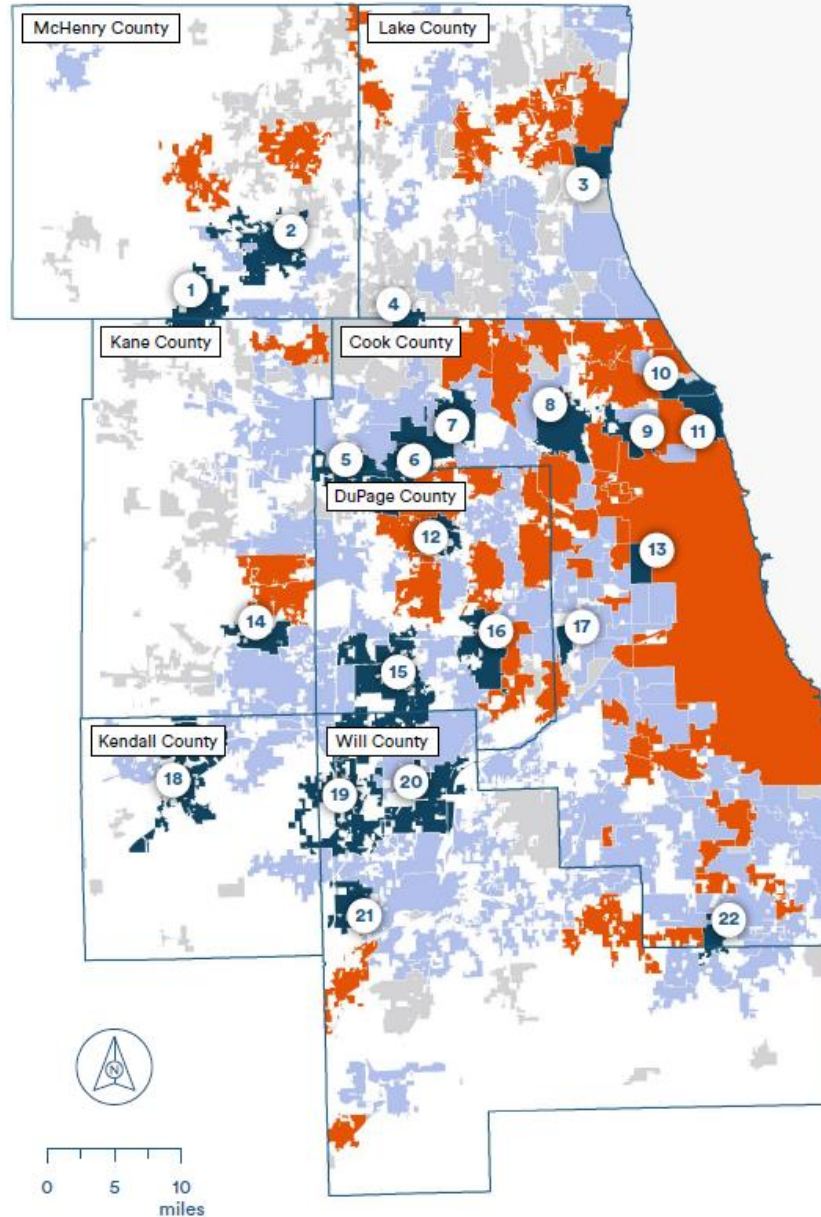 McHenry County
Lake County
3
2
1
4
Kane County
Cook County
10
8
7
9
11
5
6
DuPage County
12
13
14
16
17
15
Kendall County
Will County
18
19
20
21
22
N
0 5 10
miles